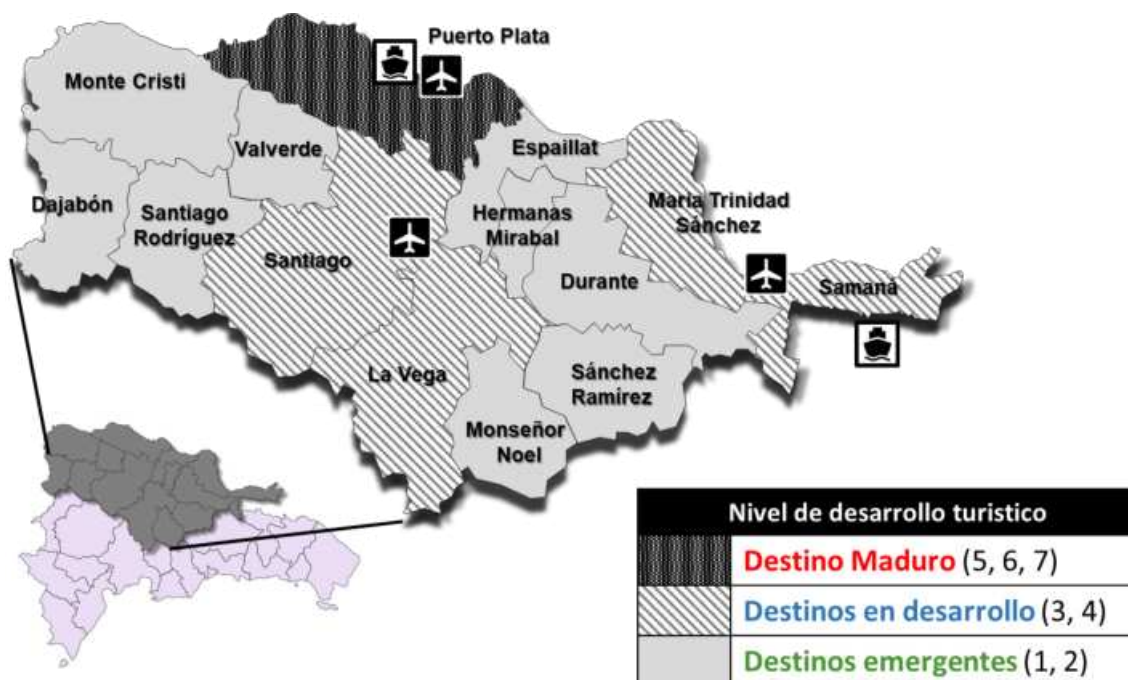 Puerto Plata
Monte Cristi
Valverde
Espaillat
Dajabón
Santiago
Rodríguez
Hermanas
Mirabal
Maria Trinidad
Sánchez
Santiago
Durante
Samaná
La Vega
Sánchez
Ramírez
Monseñor
Noel
Nivel de desarrollo turistico
Destino Maduro (5, 6, 7)
Destinos en desarrollo (3, 4)
Destinos emergentes (1, 2)